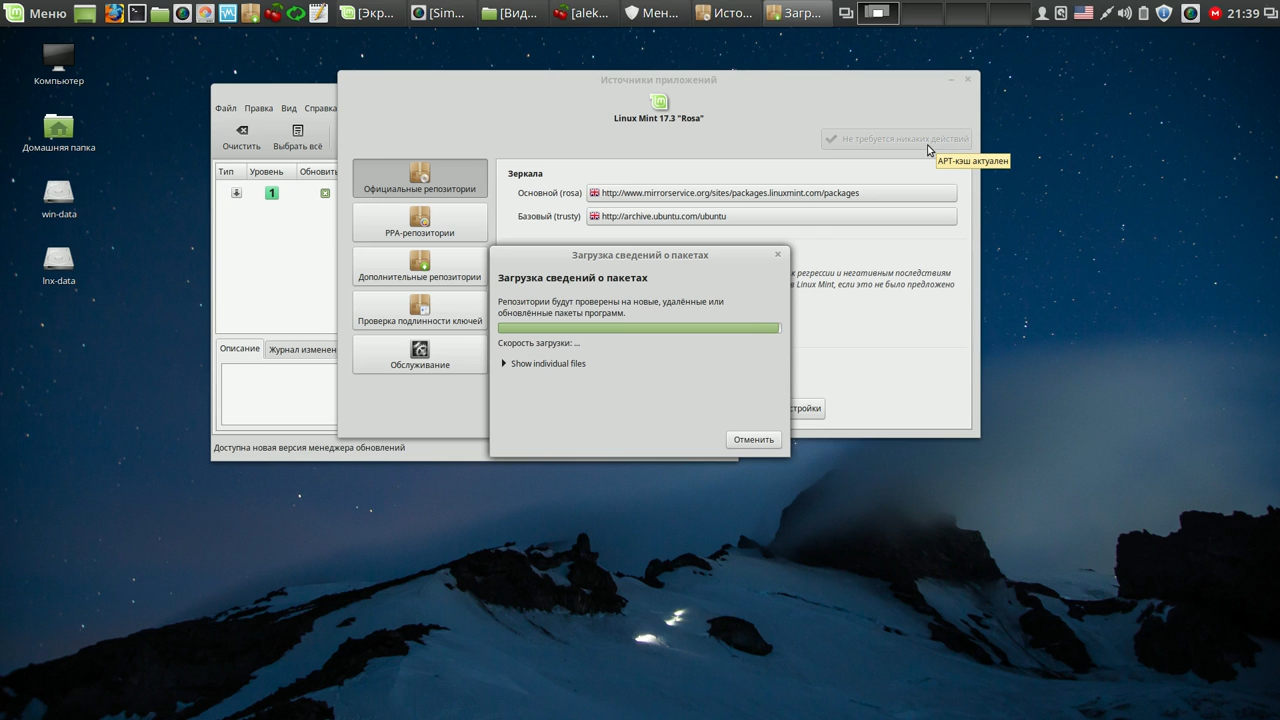 Меню
[Экр...
[Sim...
[Вид...
[alek...
Мен...
Исто...
Загр...
21:39
Компьютер
Домашняя папка
win-data
lnx-data
Файл Правка Вид Справка
Очистить Выбрать всё
Тип Уровень Обновить
1
Описание Журнал изменен
Доступна новая версия менеджера обновлений
Источники приложений
Linux Mint 17.3 "Rosa"
Не требуется никаких действий
APT-кэш актуален
Официальные репозитории
PPA-репозитории
Дополнительные репозитории
Проверка подлинности ключей
Обслуживание
Зеркала
Основной (rosa) http://www.mirrorservice.org/sites/packages.linuxmint.com/packages
Базовый (trusty) http://archive.ubuntu.com/ubuntu
к регрессии и негативным последствиям
в Linux Mint, если это не было предложено
стройки
Загрузка сведений о пакетах
Загрузка сведений о пакетах
Репозитории будут проверены на новые, удалённые или
обновлённые пакеты программ.
Скорость загрузки: ...
Show individual files
Отменить